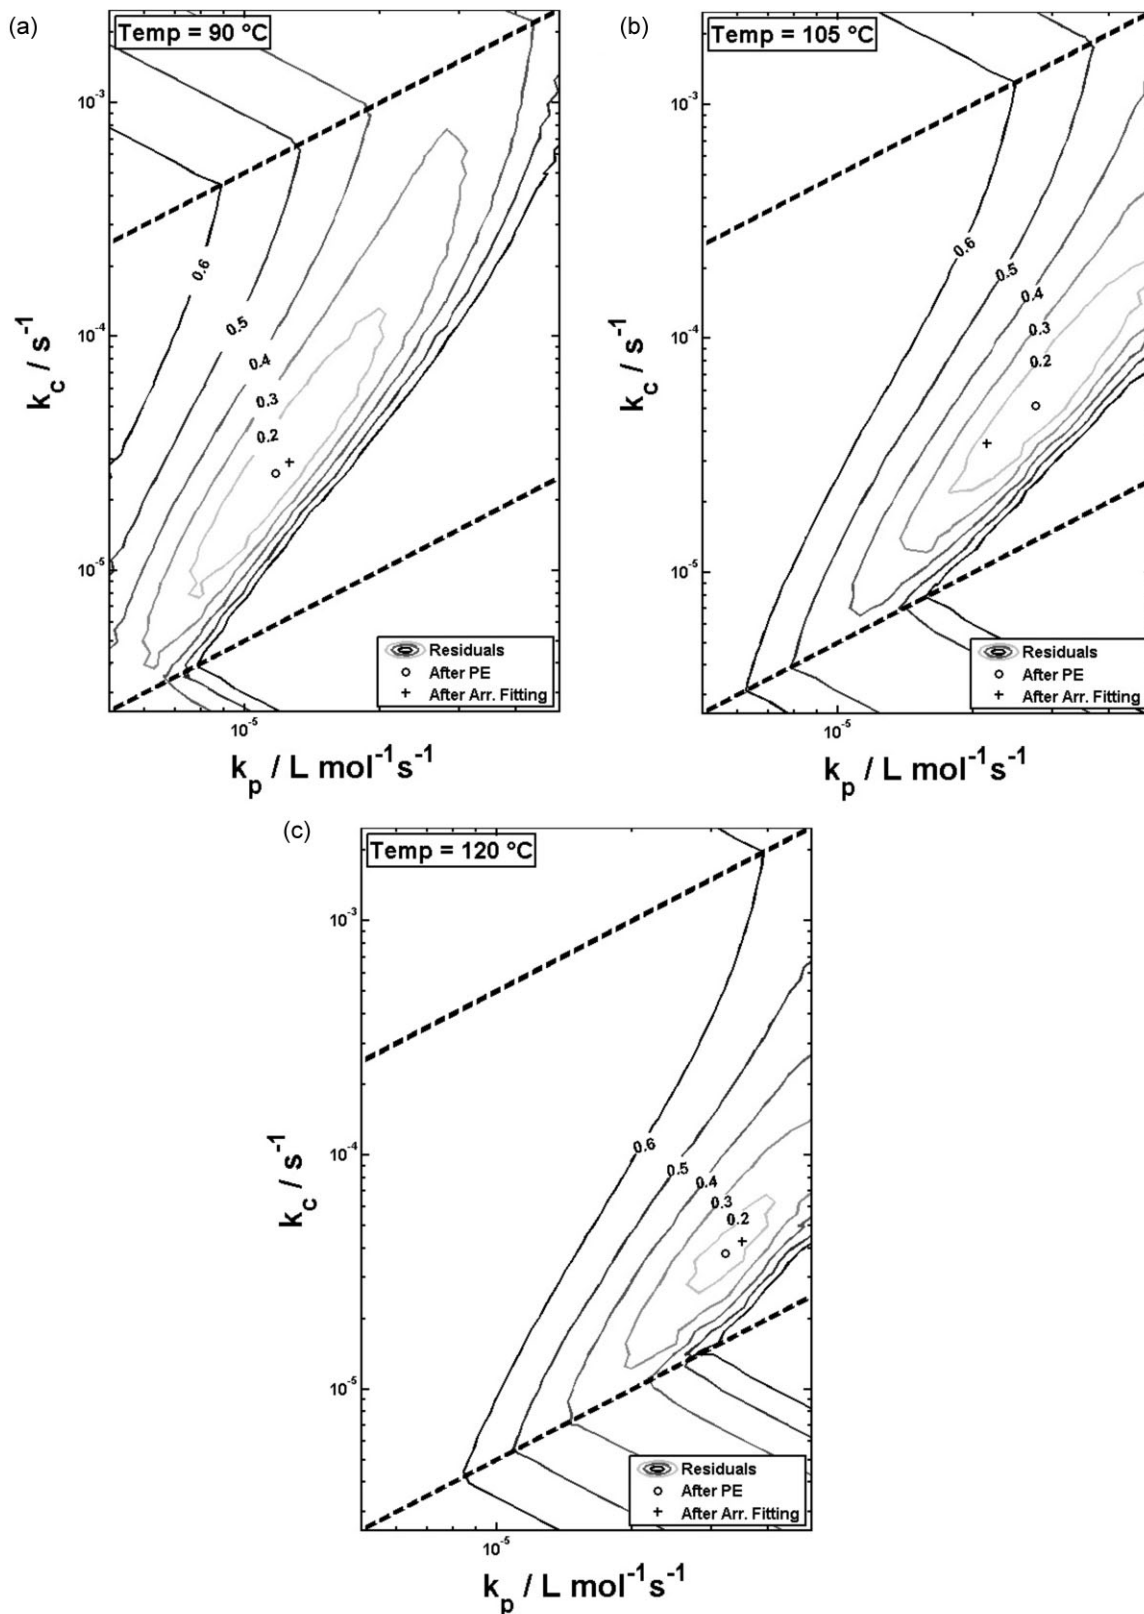 (a)
Temp = 90 °C
10⁻³
10⁻⁴
10⁻⁵
k_c / s⁻¹
0.6
0.5
0.4
0.3
0.2
Residuals
After PE
After Arr. Fitting
10⁻⁵
k_p / L mol⁻¹s⁻¹
(b)
Temp = 105 °C
10⁻³
10⁻⁴
10⁻⁵
k_c / s⁻¹
0.6
0.5
0.4
0.3
0.2
Residuals
After PE
After Arr. Fitting
10⁻⁵
k_p / L mol⁻¹s⁻¹
(c)
Temp = 120 °C
10⁻³
10⁻⁴
10⁻⁵
k_c / s⁻¹
0.6
0.5
0.4
0.3
0.2
Residuals
After PE
After Arr. Fitting
10⁻⁵
k_p / L mol⁻¹s⁻¹